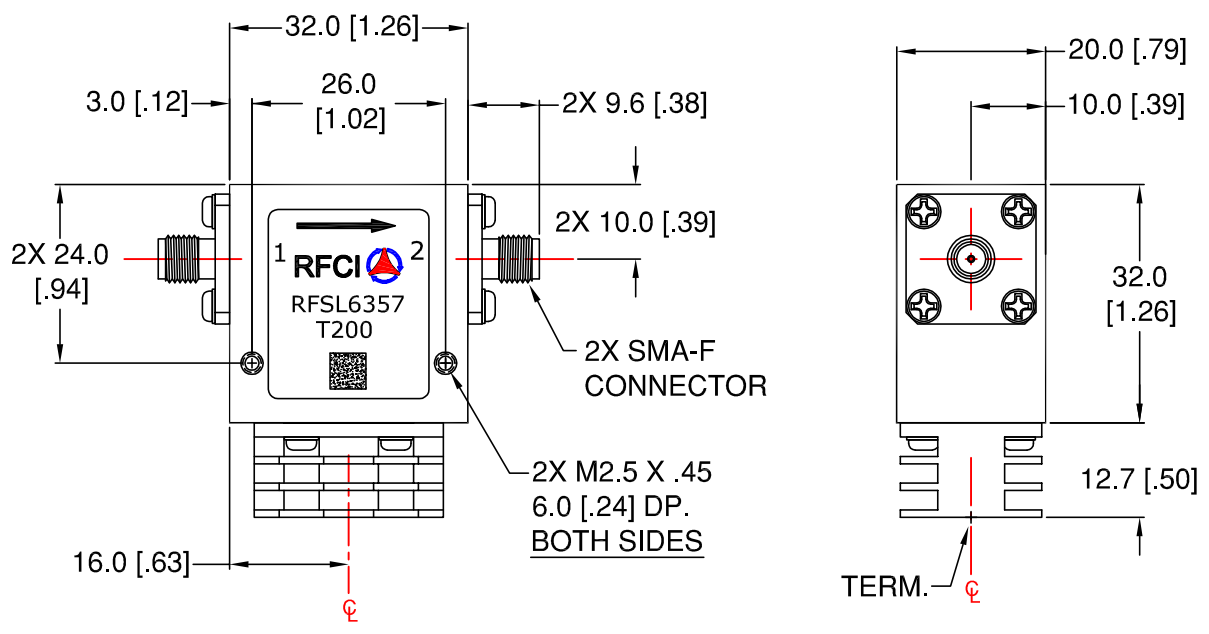 32.0 [1.26]
3.0 [.12]
26.0
[1.02]
2X 9.6 [.38]
2X 24.0
[.94]
2X 10.0 [.39]
1
2
RFCI
RFSL6357
T200
2X SMA-F
CONNECTOR
2X M2.5 X .45
6.0 [.24] DP.
BOTH SIDES
16.0 [.63]
℄
20.0 [.79]
10.0 [.39]
32.0
[1.26]
12.7 [.50]
TERM.
℄